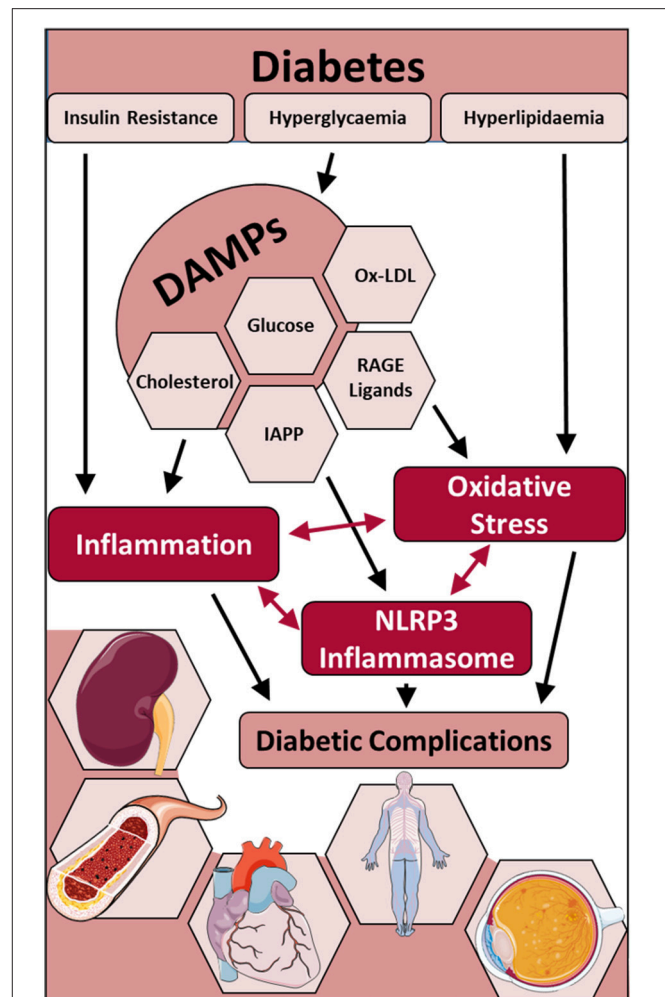 Diabetes
Insulin Resistance
Hyperglycaemia
Hyperlipidaemia
DAMPs
Ox-LDL
Glucose
Cholesterol
RAGE
Ligands
IAPP
Oxidative
Stress
Inflammation
NLRP3
Inflammasome
Diabetic Complications